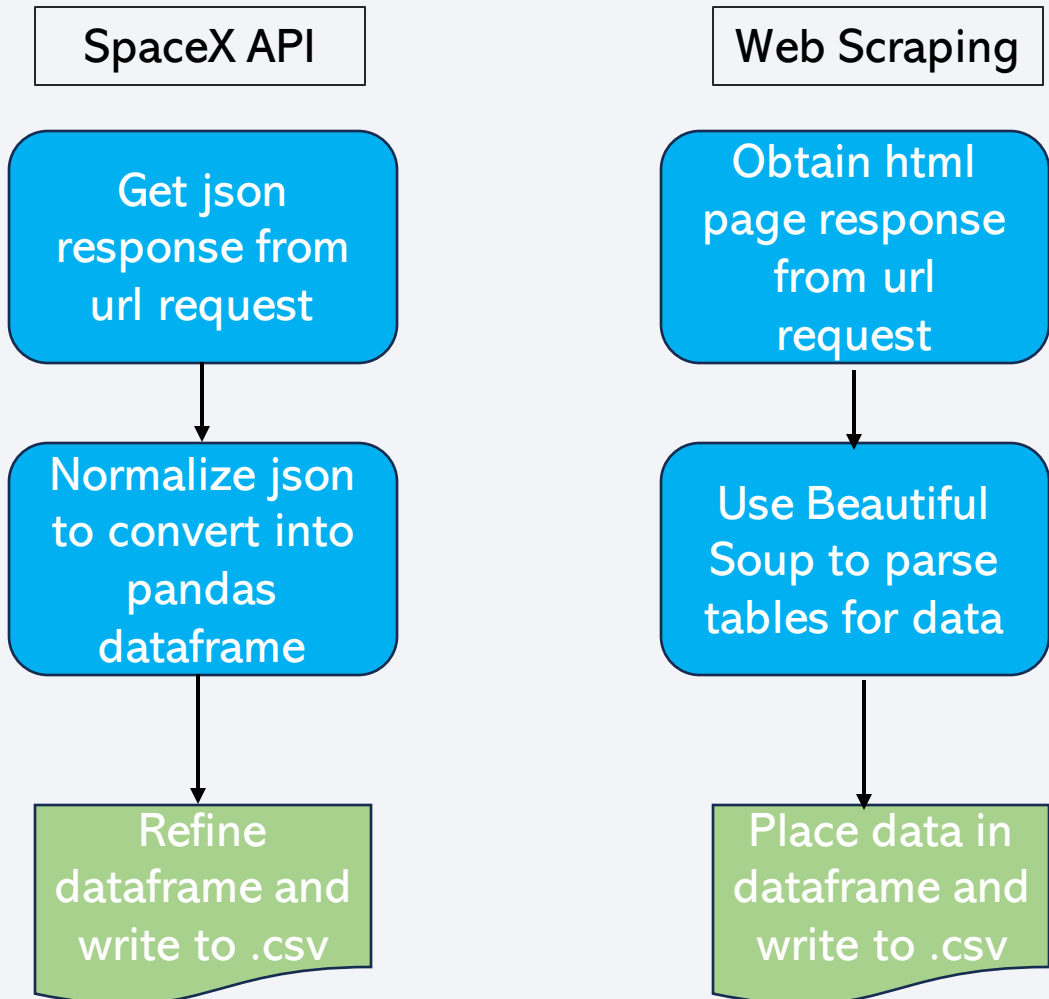 SpaceX API
Get json
response from
url request
Normalize json
to convert into
pandas
dataframe
Refine
dataframe and
write to .csv
Web Scraping
Obtain html
page response
from url
request
Use Beautiful
Soup to parse
tables for data
Place data in
dataframe and
write to .csv